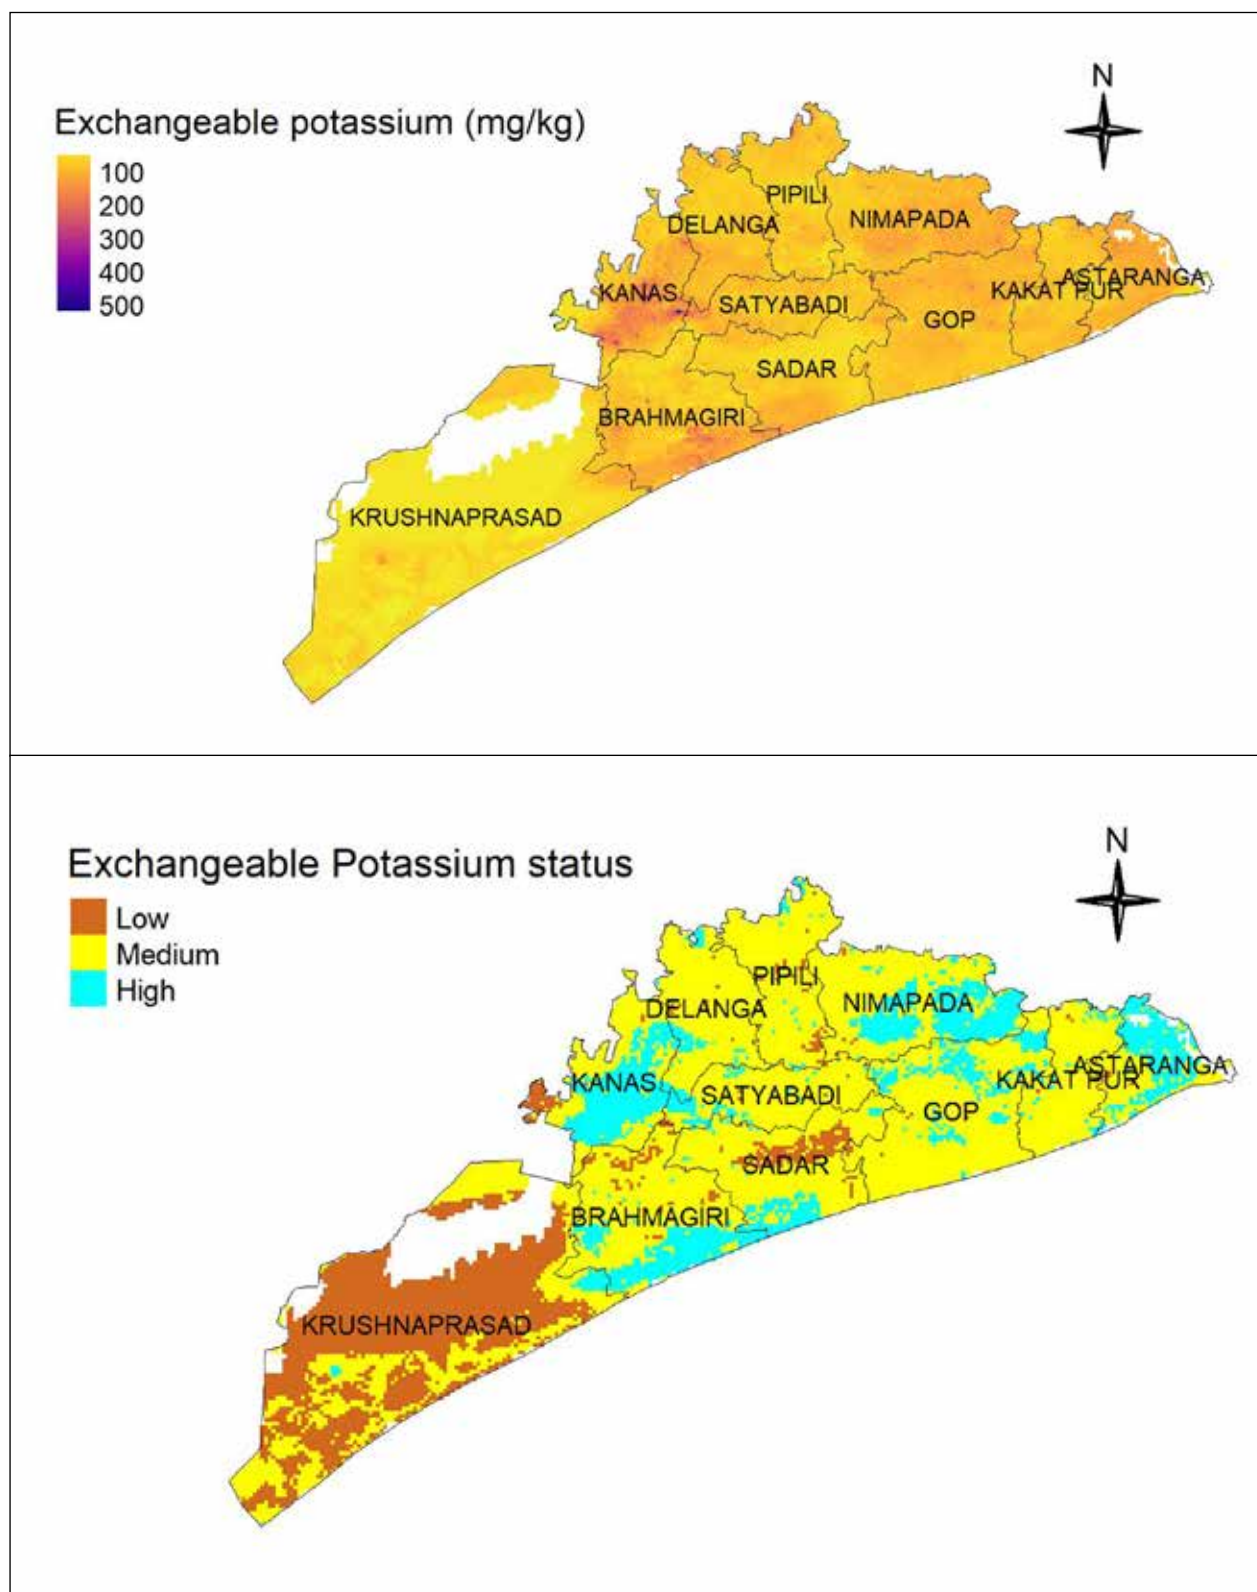 N
Exchangeable potassium (mg/kg)
100
200
300
400
500
PIPILI
DELANGA
NIMAPADA
KANAS
SATYABADI
GOP
KAKAT PUR
ASTARANGA
SADAR
BRAHMAGIRI
KRUSHNAPRASAD
N
Exchangeable Potassium status
Low
Medium
High
PIPILI
DELANGA
NIMAPADA
KANAS
SATYABADI
GOP
KAKAT PUR
ASTARANGA
SADAR
BRAHMAGIRI
KRUSHNAPRASAD